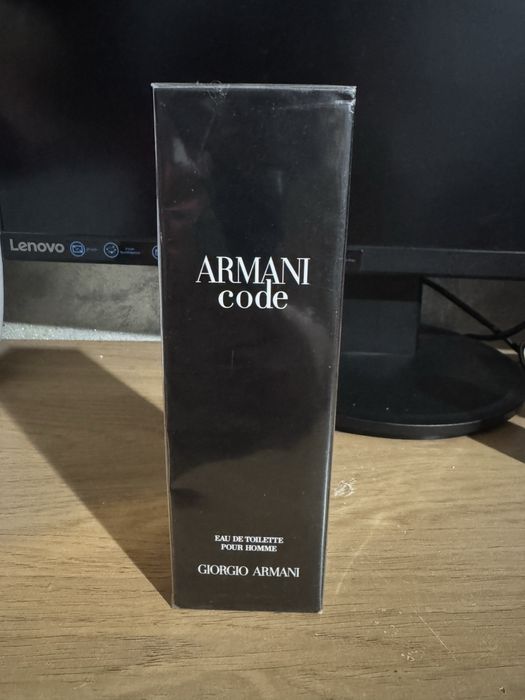 Lenovo
ARMANI
code
EAU DE TOILETTE
POUR HOMME
GIORGIO ARMANI